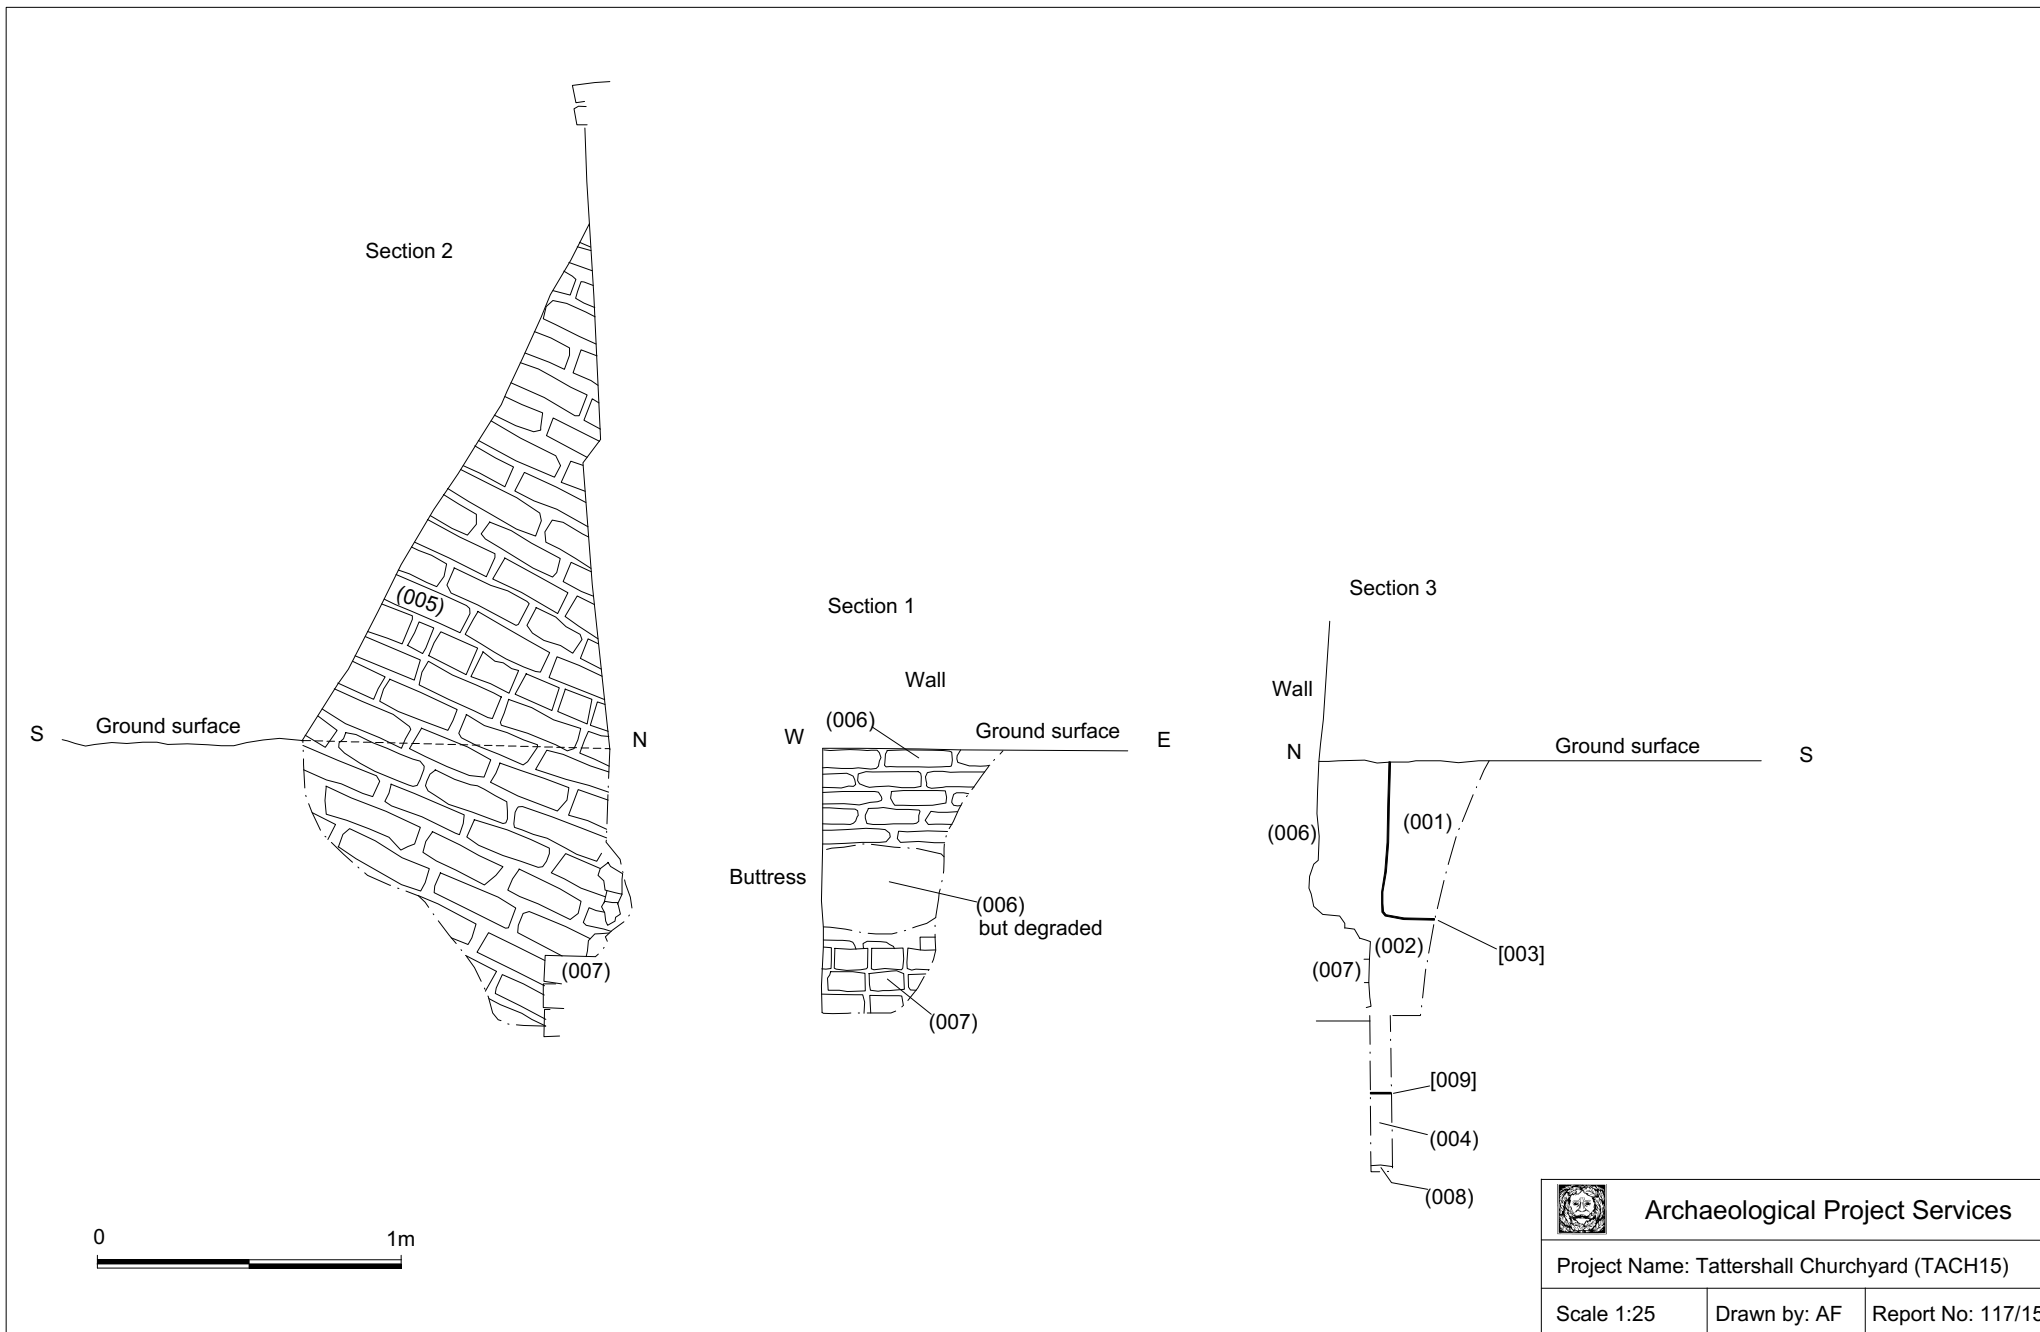 Section 2
(005)
S
Ground surface
N
(007)
Section 1
Wall
(006)
Ground surface
W
E
Buttress
(006)
but degraded
(007)
Section 3
Wall
N
Ground surface
S
(006)
(001)
(002)
[003]
(007)
[009]
(004)
(008)
0 1m
Archaeological Project Services
Project Name: Tattershall Churchyard (TACH15)
Scale 1:25 Drawn by: AF Report No: 117/15